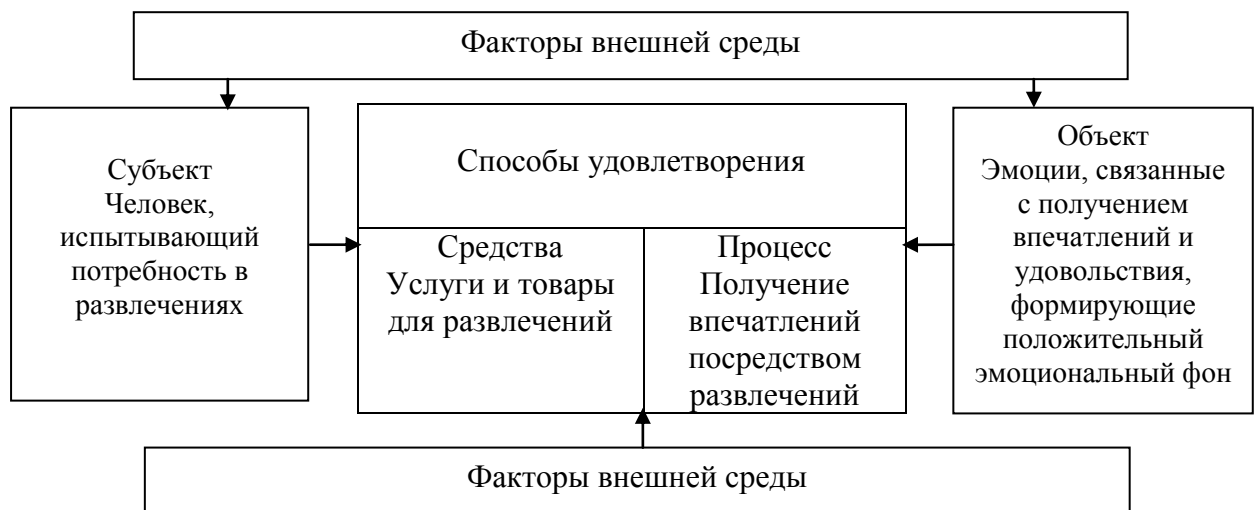 Факторы внешней среды
Субъект
Человек,
испытывающий
потребность в
развлечениях
Способы удовлетворения
Средства
Услуги и товары
для развлечений
Процесс
Получение
впечатлений
посредством
развлечений
Объект
Эмоции, связанные
с получением
впечатлений и
удовольствия,
формирующие
положительный
эмоциональный фон
Факторы внешней среды